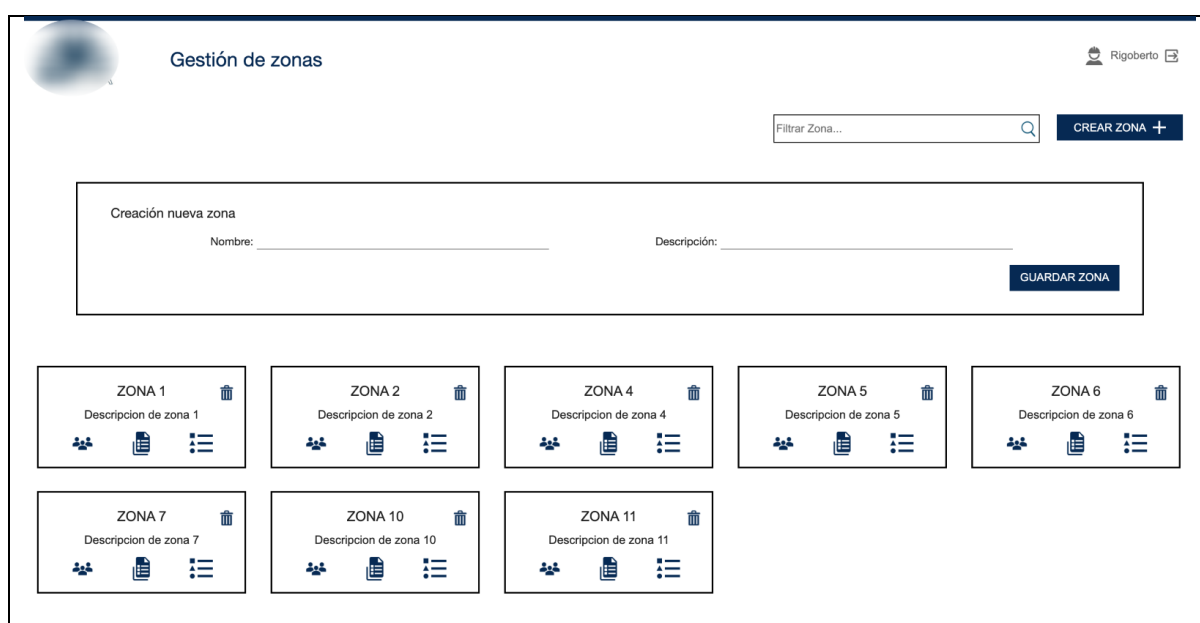 Gestión de zonas
Rigoberto
Filtrar Zona...
CREAR ZONA
Creación nueva zona
Nombre:
Descripción:
GUARDAR ZONA
ZONA 1
Descripcion de zona 1
ZONA 2
Descripcion de zona 2
ZONA 4
Descripcion de zona 4
ZONA 5
Descripcion de zona 5
ZONA 6
Descripcion de zona 6
ZONA 7
Descripcion de zona 7
ZONA 10
Descripcion de zona 10
ZONA 11
Descripcion de zona 11